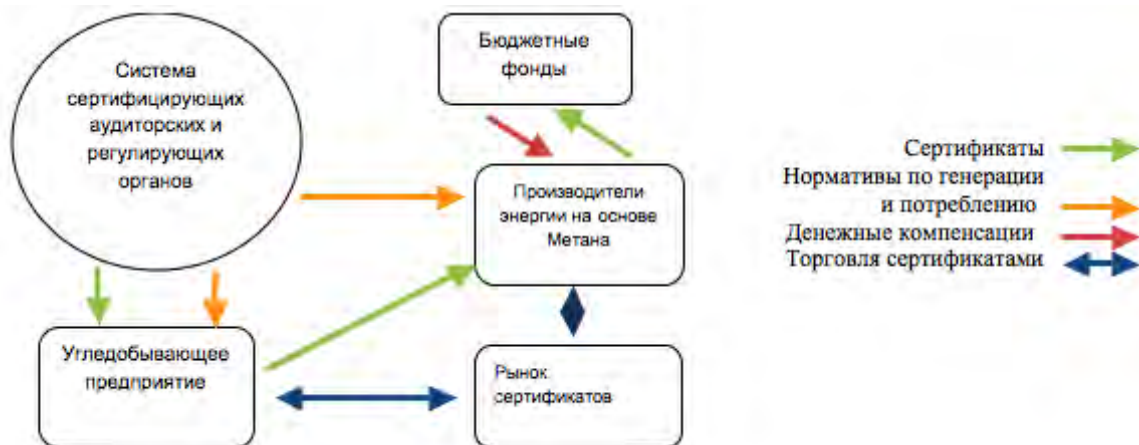 Система
сертифицирующих
аудиторских и
регулирующих
органов
Бюджетные
фонды
Производители
энергии на основе
Метана
Угледобывающее
предприятие
Рынок
сертификатов
Сертификаты
Нормативы по генерации
и потреблению
Денежные компенсации
Торговля сертификатами